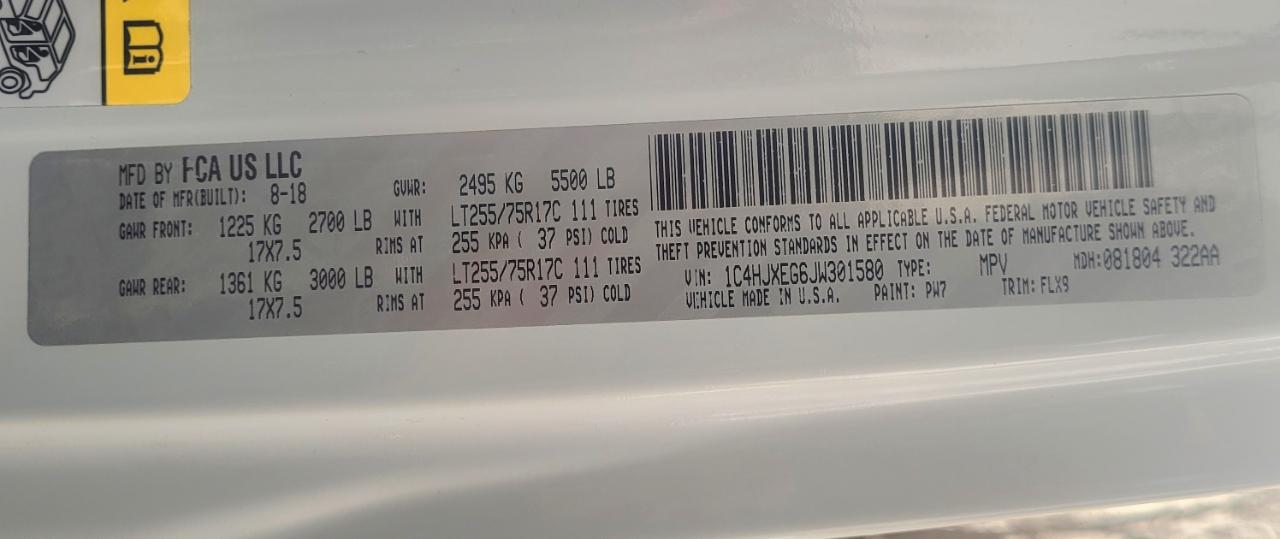 MFD BY FCA US LLC
DATE OF MFR(BUILT): 8-18 GVWR: 2495 KG 5500 LB
GAWR FRONT: 1225 KG 2700 LB WITH LT255/75R17C 111 TIRES
17X7.5 RIMS AT 255 KPA ( 37 PSI) COLD
GAWR REAR: 1361 KG 3000 LB WITH LT255/75R17C 111 TIRES
17X7.5 RIMS AT 255 KPA ( 37 PSI) COLD
THIS VEHICLE CONFORMS TO ALL APPLICABLE U.S.A. FEDERAL MOTOR VEHICLE SAFETY AND
THEFT PREVENTION STANDARDS IN EFFECT ON THE DATE OF MANUFACTURE SHOWN ABOVE.
VIN: 1C4HJXEG6JW301580 TYPE: MPV MDH:081804 322AA
VEHICLE MADE IN U.S.A. PAINT: PW7 TRIM: FLX9